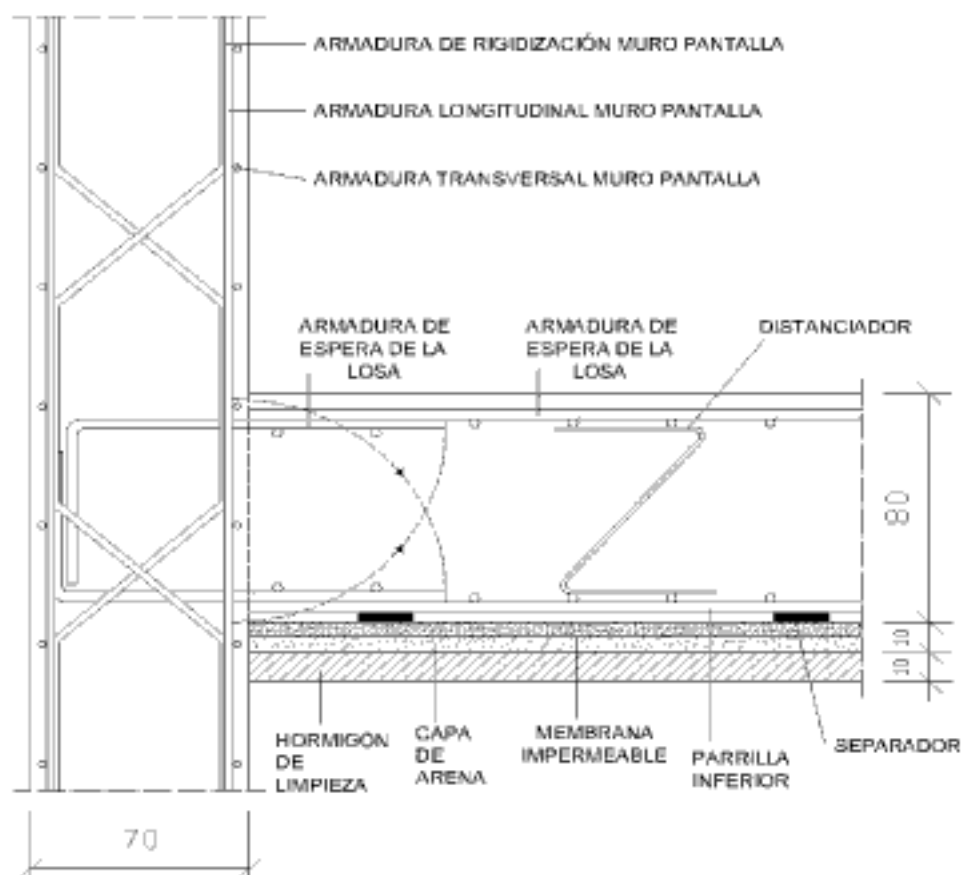 ARMADURA DE RIGIDIZACIÓN MURO PANTALLA
ARMADURA LONGITUDINAL MURO PANTALLA
ARMADURA TRANSVERSAL MURO PANTALLA
ARMADURA DE
ESPERA DE LA
LOSA
ARMADURA DE
ESPERA DE LA
LOSA
DISTANCIADOR
80
10
10
HORMIGÓN
DE
LIMPIEZA
CAPA
DE
ARENA
MEMBRANA
IMPERMEABLE
PARRILLA
INFERIOR
SEPARADOR
70